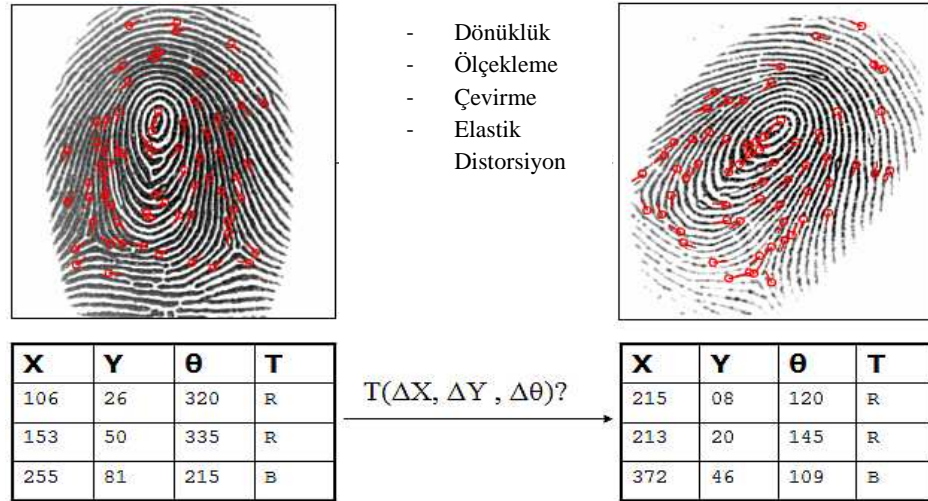 - Dönüklük
- Ölçekleme
- Çevirme
- Elastik
Distorsiyon
X Y θ T
106 26 320 R
153 50 335 R
255 81 215 B
T(ΔX, ΔY , Δθ)?
X Y θ T
215 08 120 R
213 20 145 R
372 46 109 B